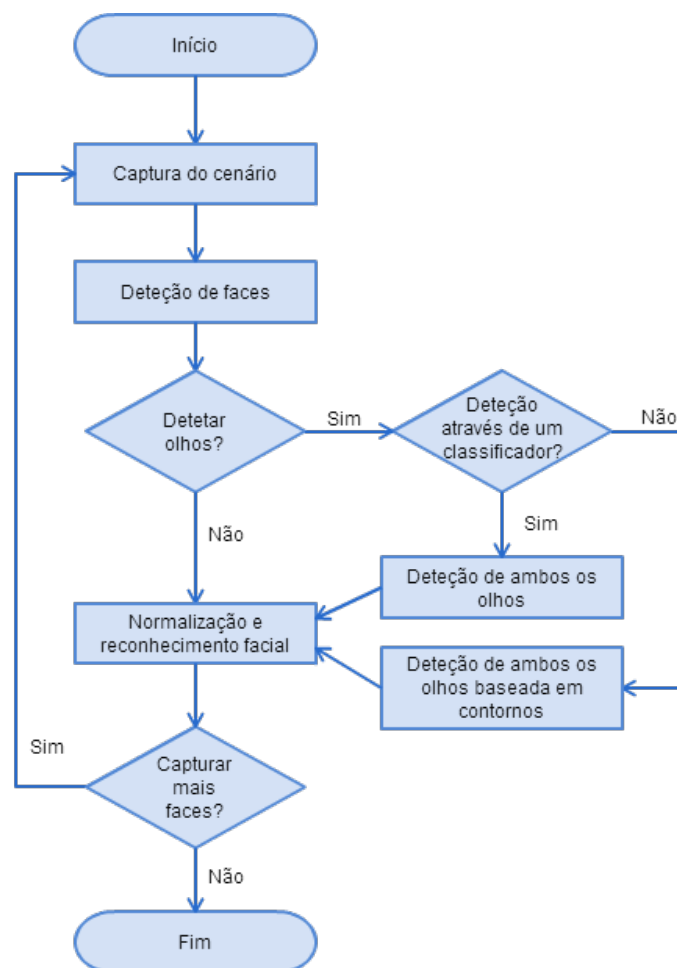 Início
Captura do cenário
Deteção de faces
Detetar
olhos?
Sim
Deteção
através de um
classificador?
Não
Sim
Não
Deteção de ambos os
olhos
Normalização e
reconhecimento facial
Deteção de ambos os
olhos baseada em
contornos
Sim
Capturar
mais
faces?
Não
Fim